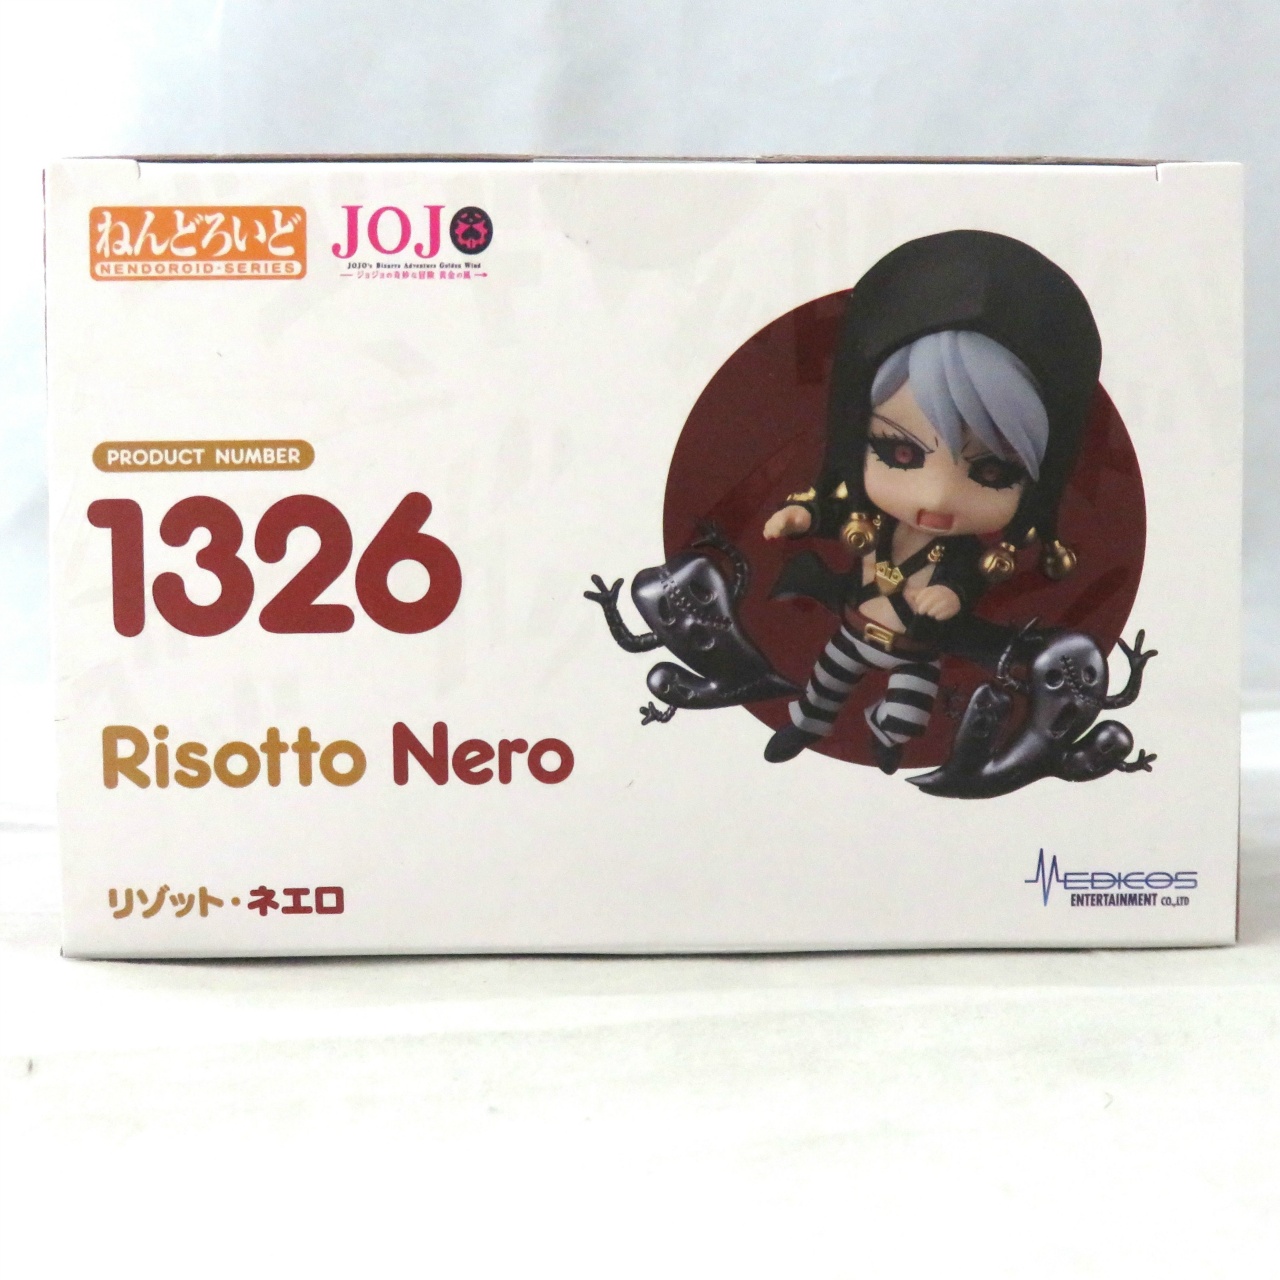 ねんどろいど
NENDOROID·SERIES
JOJO
JOJO's Bizarre Adventure Golden Wind
ジョジョの奇妙な冒険 黄金の風
PRODUCT NUMBER
1326
Risotto Nero
リゾット・ネエロ
MEDICOS
ENTERTAINMENT CO.,LTD